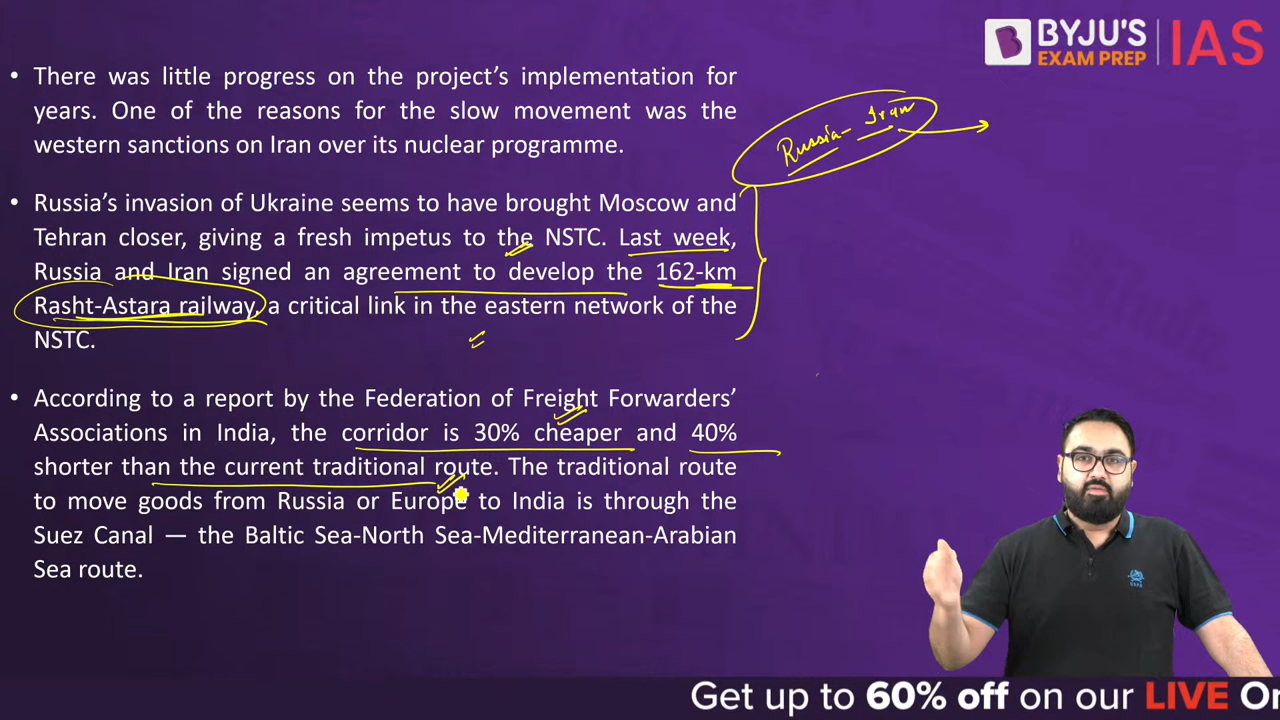 BYJU'S
EXAM PREP
IAS
• There was little progress on the project's implementation for
years. One of the reasons for the slow movement was the
western sanctions on Iran over its nuclear programme.
Russia- Iran
• Russia's invasion of Ukraine seems to have brought Moscow and
Tehran closer, giving a fresh impetus to the NSTC. Last week,
Russia and Iran signed an agreement to develop the 162-km
Rasht-Astara railway, a critical link in the eastern network of the
NSTC.
• According to a report by the Federation of Freight Forwarders'
Associations in India, the corridor is 30% cheaper and 40%
shorter than the current traditional route. The traditional route
to move goods from Russia or Europe to India is through the
Suez Canal — the Baltic Sea-North Sea-Mediterranean-Arabian
Sea route.
Get up to 60% off on our LIVE On